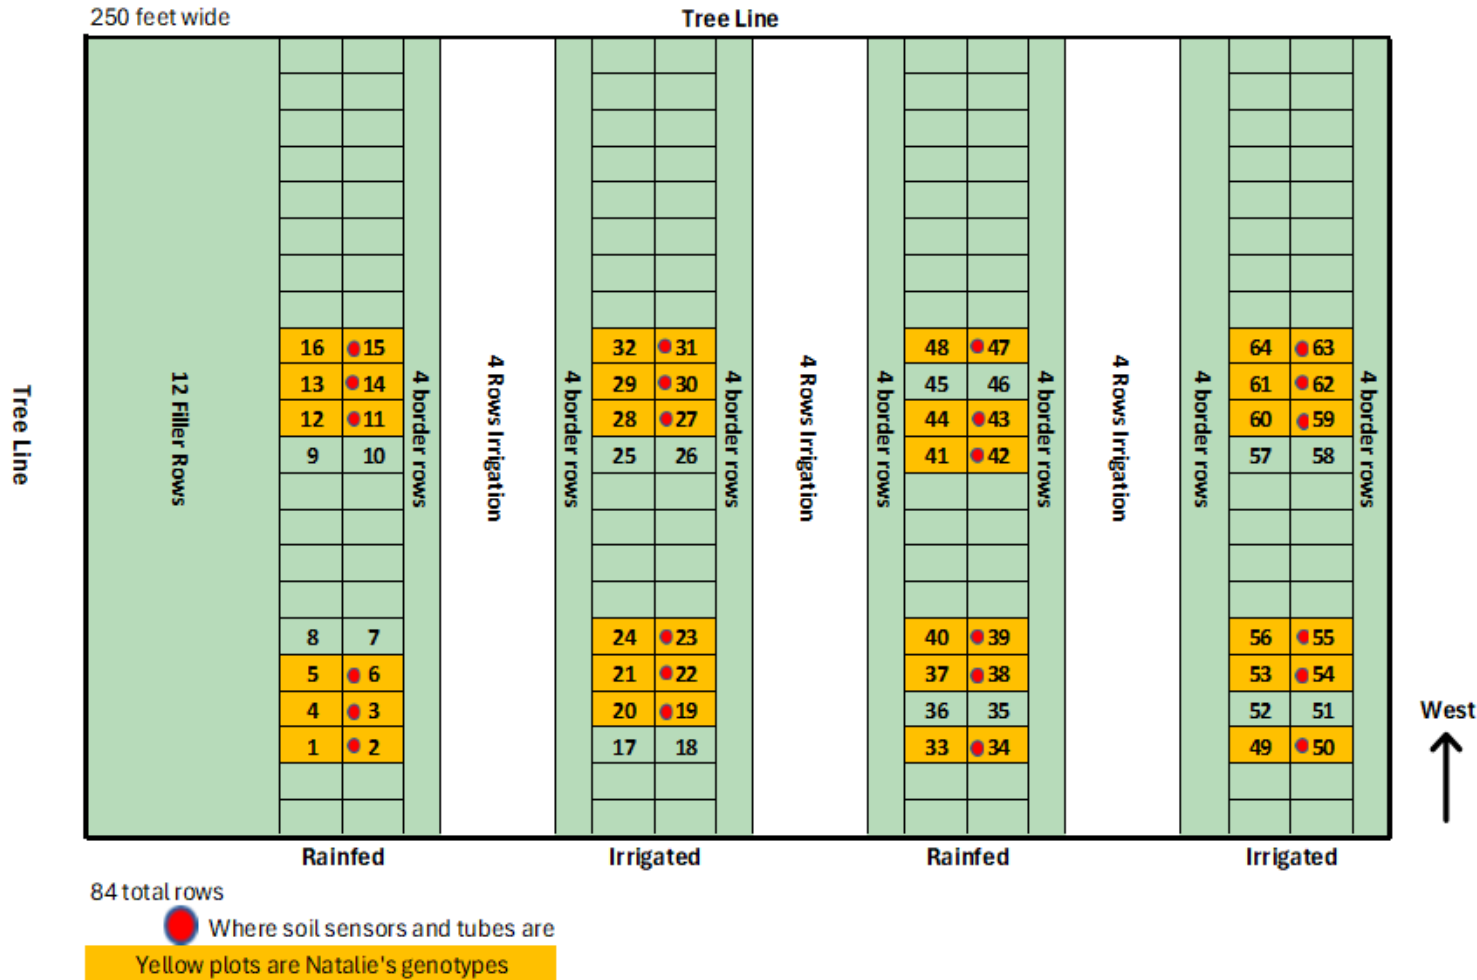 250 feet wide
Tree Line
Tree Line
12 Filler Rows
16 15
13 14
12 11
9 10
8 7
5 6
4 3
1 2
4 border rows
4 Rows Irrigation
4 border rows
32 31
29 30
28 27
25 26
24 23
21 22
20 19
17 18
4 border rows
4 Rows Irrigation
4 border rows
48 47
45 46
44 43
41 42
40 39
37 38
36 35
33 34
4 border rows
4 Rows Irrigation
4 border rows
64 63
61 62
60 59
57 58
56 55
53 54
52 51
49 50
4 border rows
West
Rainfed Irrigated Rainfed Irrigated
84 total rows
Where soil sensors and tubes are
Yellow plots are Natalie's genotypes